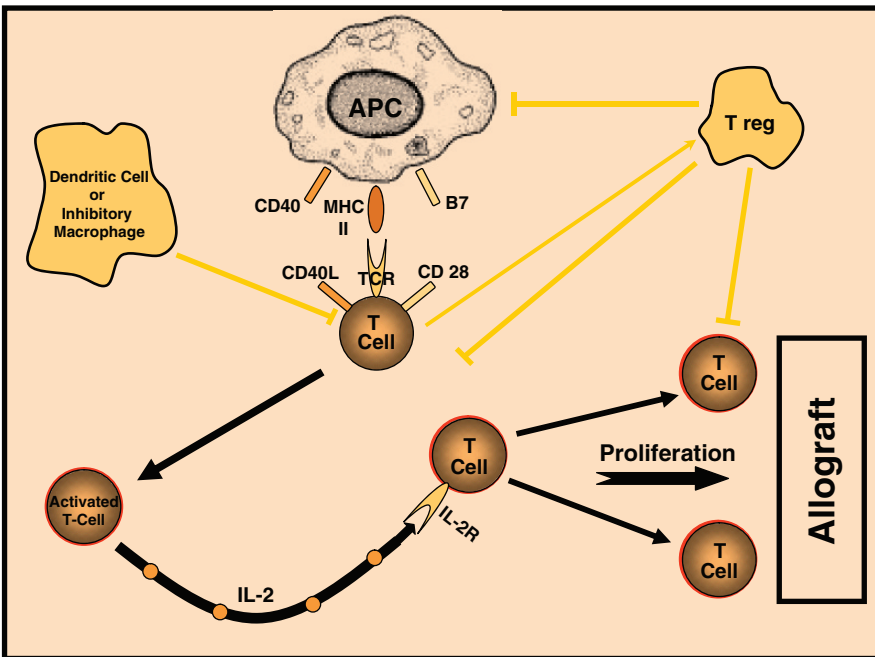 APC
T reg
Dendritic Cell
or
Inhibitory
Macrophage
CD40
MHC
II
B7
CD40L
TCR
CD 28
T
Cell
T
Cell
Activated
T-Cell
T
Cell
IL-2R
Proliferation
IL-2
T
Cell
Allograft